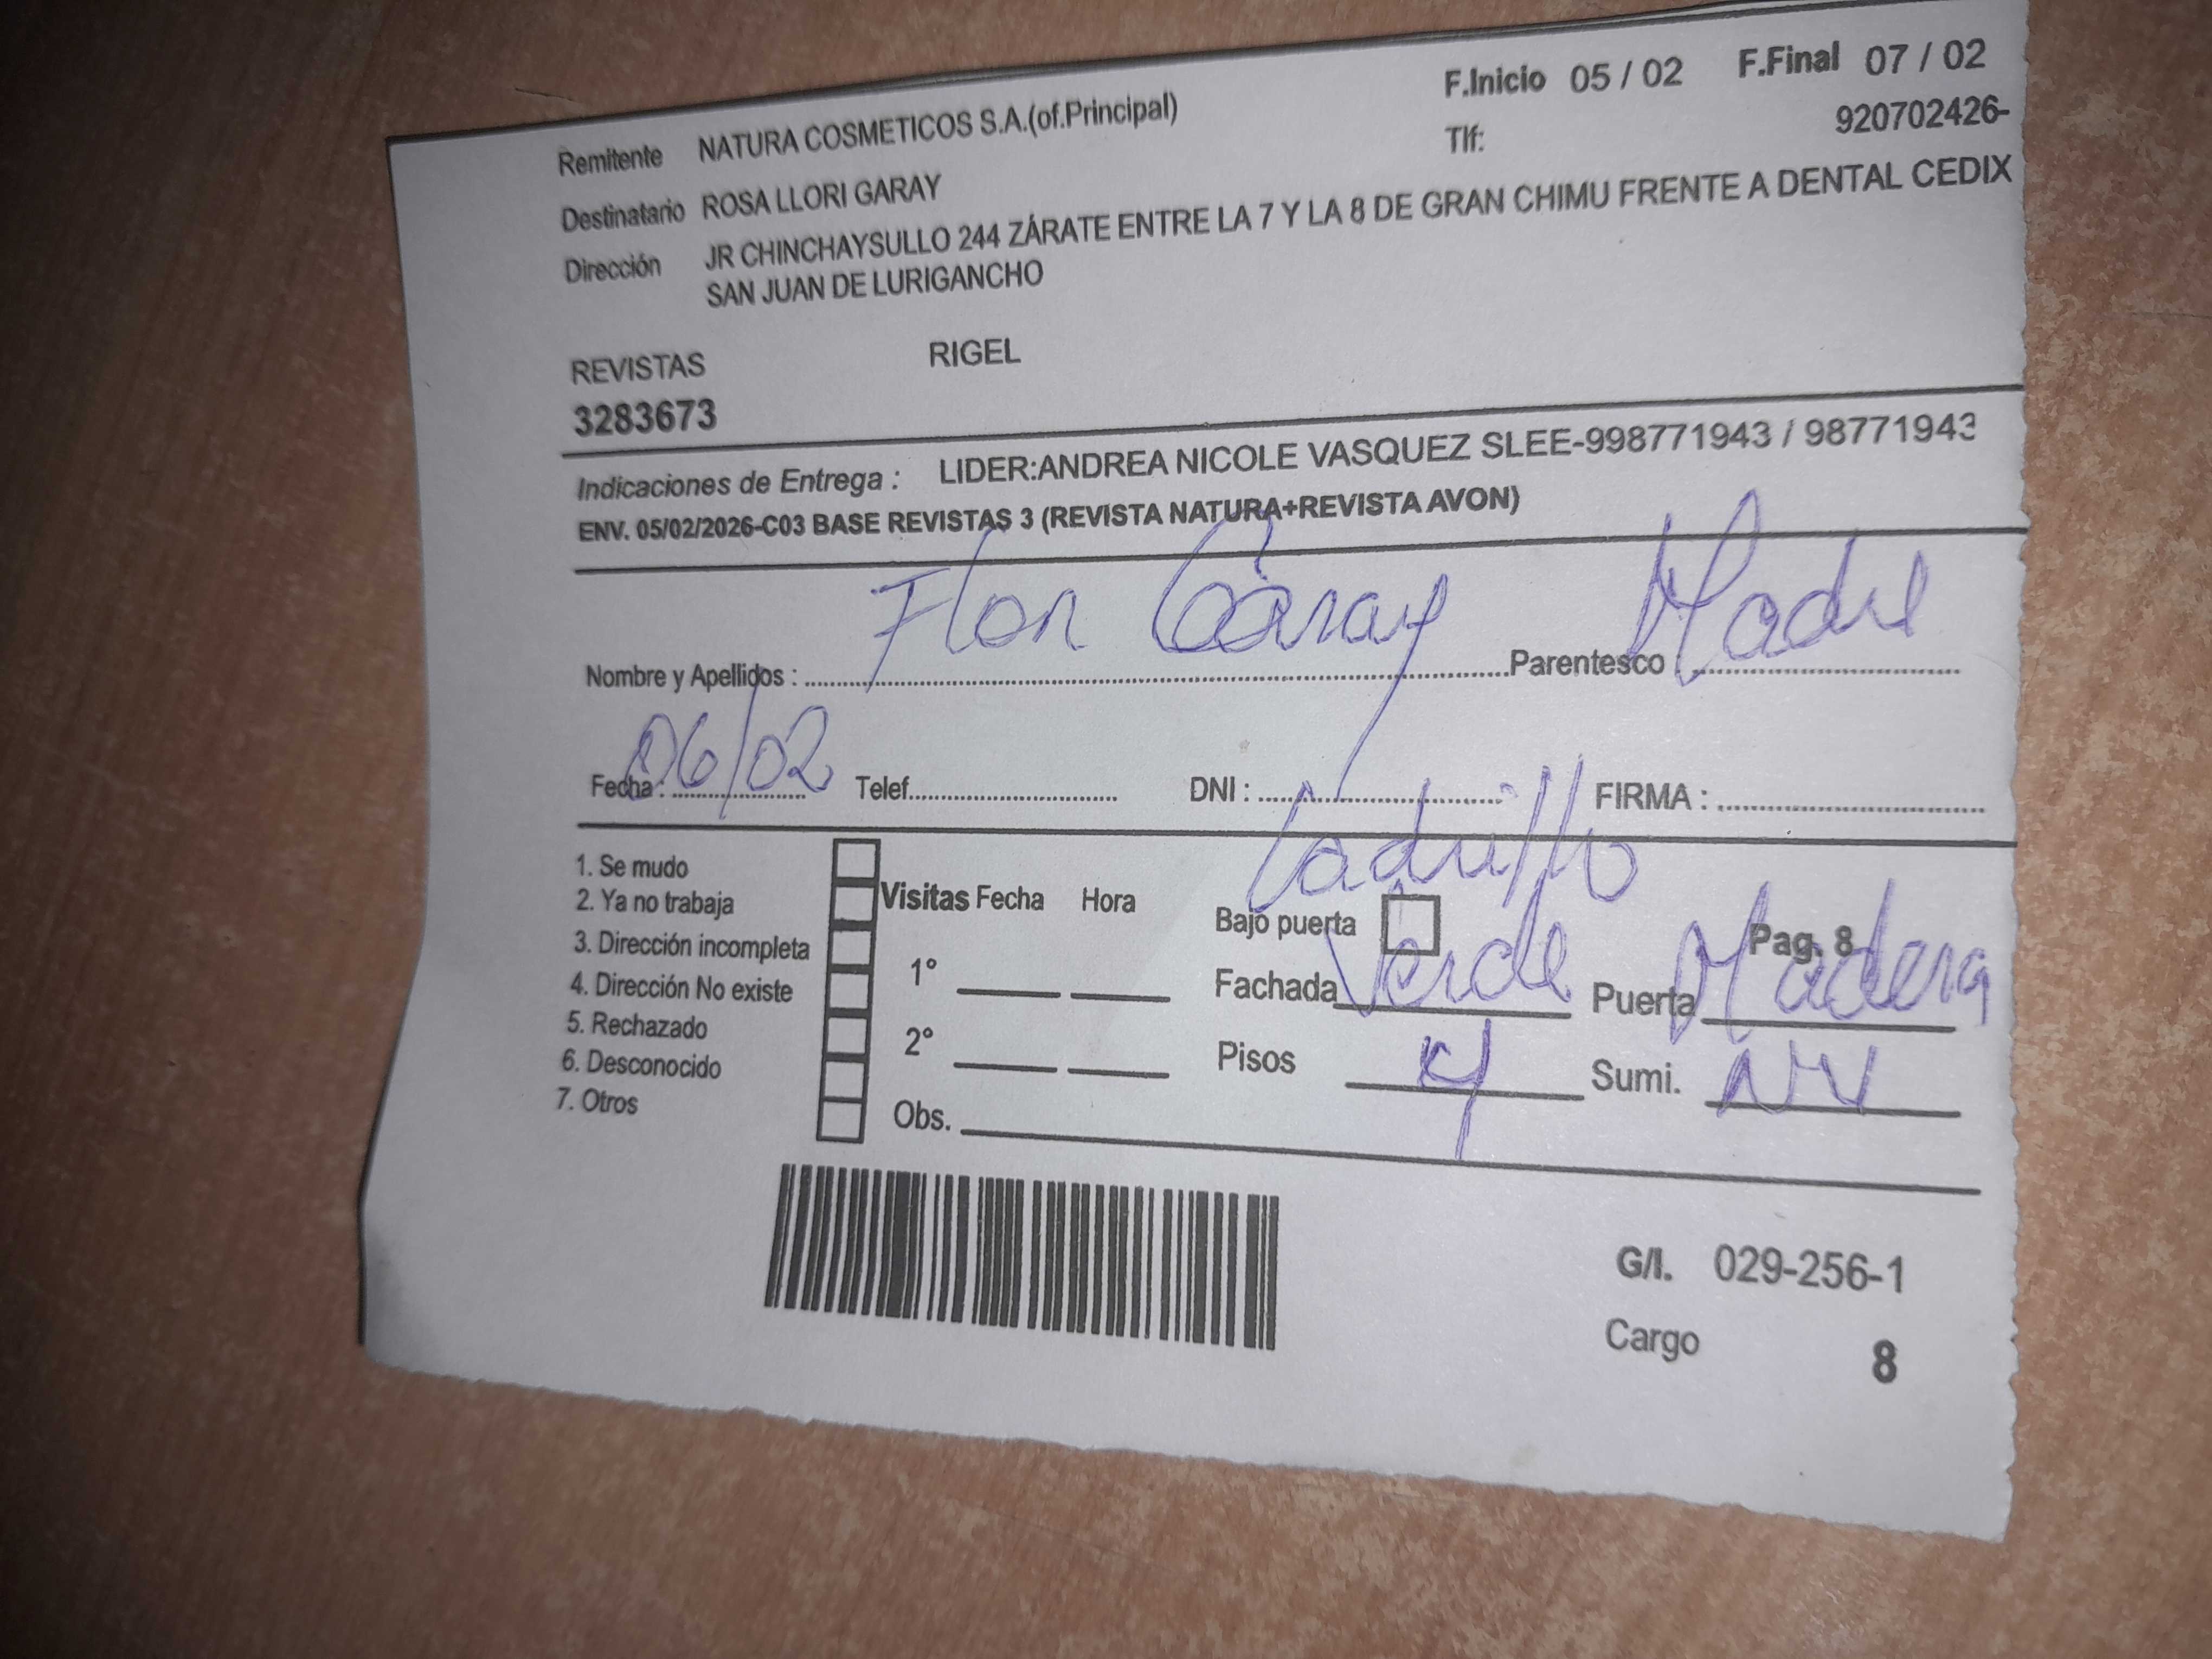 F.Inicio 05 / 02 F.Final 07 / 02
Remitente NATURA COSMETICOS S.A.(of.Principal) Tlf: 920702426-
Destinatario ROSA LLORI GARAY
Dirección JR CHINCHAYSULLO 244 ZÁRATE ENTRE LA 7 Y LA 8 DE GRAN CHIMU FRENTE A DENTAL CEDIX
SAN JUAN DE LURIGANCHO
REVISTAS RIGEL
3283673
Indicaciones de Entrega : LIDER:ANDREA NICOLE VASQUEZ SLEE-998771943 / 98771943
ENV. 05/02/2026-C03 BASE REVISTAS 3 (REVISTA NATURA+REVISTA AVON)
Nombre y Apellidos : Flor Garay Parentesco : Madre
Fecha : 06/02 Telef. DNI : FIRMA :
Ladrillo
1. Se mudo
2. Ya no trabaja
3. Dirección incompleta
4. Dirección No existe
5. Rechazado
6. Desconocido
7. Otros
Visitas Fecha Hora
1°
2°
Obs.
Bajo puerta Pag. 8
Fachada Verde Puerta Madera
Pisos 4 Sumi. NV
G/I. 029-256-1
Cargo 8